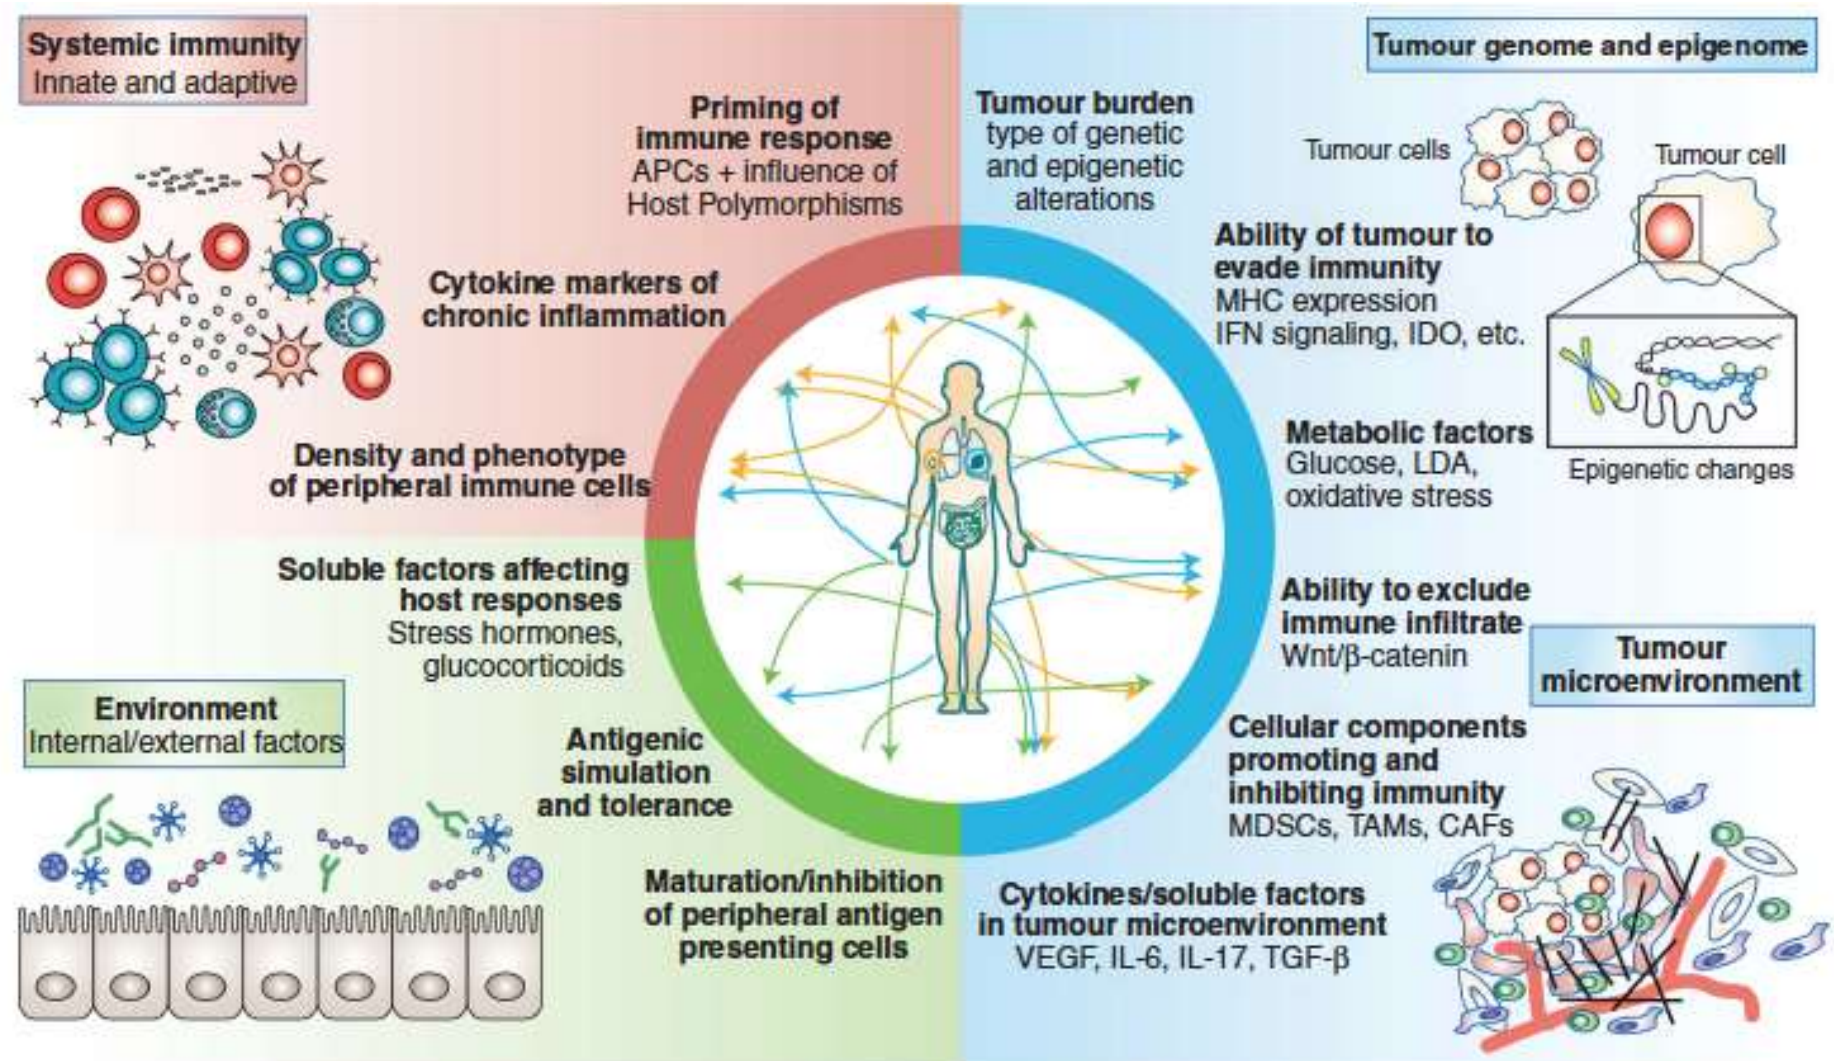 Systemic immunity
Innate and adaptive
Priming of
immune response
APCs + influence of
Host Polymorphisms
Cytokine markers of
chronic inflammation
Density and phenotype
of peripheral immune cells
Tumour burden
type of genetic
and epigenetic
alterations
Tumour genome and epigenome
Tumour cells
Tumour cell
Ability of tumour to
evade immunity
MHC expression
IFN signaling, IDO, etc.
Metabolic factors
Glucose, LDA,
oxidative stress
Epigenetic changes
Soluble factors affecting
host responses
Stress hormones,
glucocorticoids
Environment
Internal/external factors
Antigenic
simulation
and tolerance
Maturation/inhibition
of peripheral antigen
presenting cells
Ability to exclude
immune infiltrate
Wnt/β-catenin
Tumour
microenvironment
Cellular components
promoting and
inhibiting immunity
MDSCs, TAMs, CAFs
Cytokines/soluble factors
in tumour microenvironment
VEGF, IL-6, IL-17, TGF-β